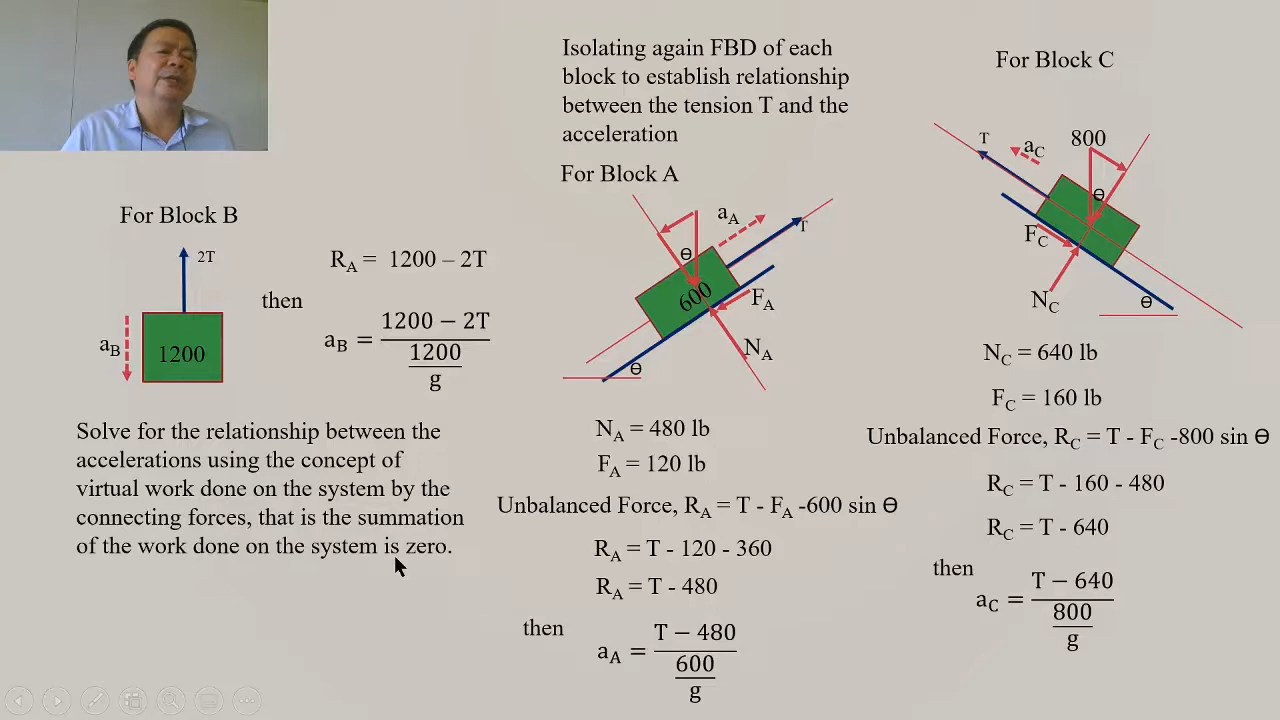 Isolating again FBD of each
block to establish relationship
between the tension T and the
acceleration
For Block B
2T
a_B
1200
R_A = 1200 – 2T
then
a_B = (1200 − 2T) / (1200 / g)
Solve for the relationship between the
accelerations using the concept of
virtual work done on the system by the
connecting forces, that is the summation
of the work done on the system is zero.
For Block A
a_A
T
Ө
600
F_A
N_A
Ө
N_A = 480 lb
F_A = 120 lb
Unbalanced Force, R_A = T - F_A -600 sin Ө
R_A = T - 120 - 360
R_A = T - 480
then
a_A = (T − 480) / (600 / g)
For Block C
T
a_C
800
Ө
F_C
N_C
Ө
N_C = 640 lb
F_C = 160 lb
Unbalanced Force, R_C = T - F_C -800 sin Ө
R_C = T - 160 - 480
R_C = T - 640
then
a_C = (T − 640) / (800 / g)